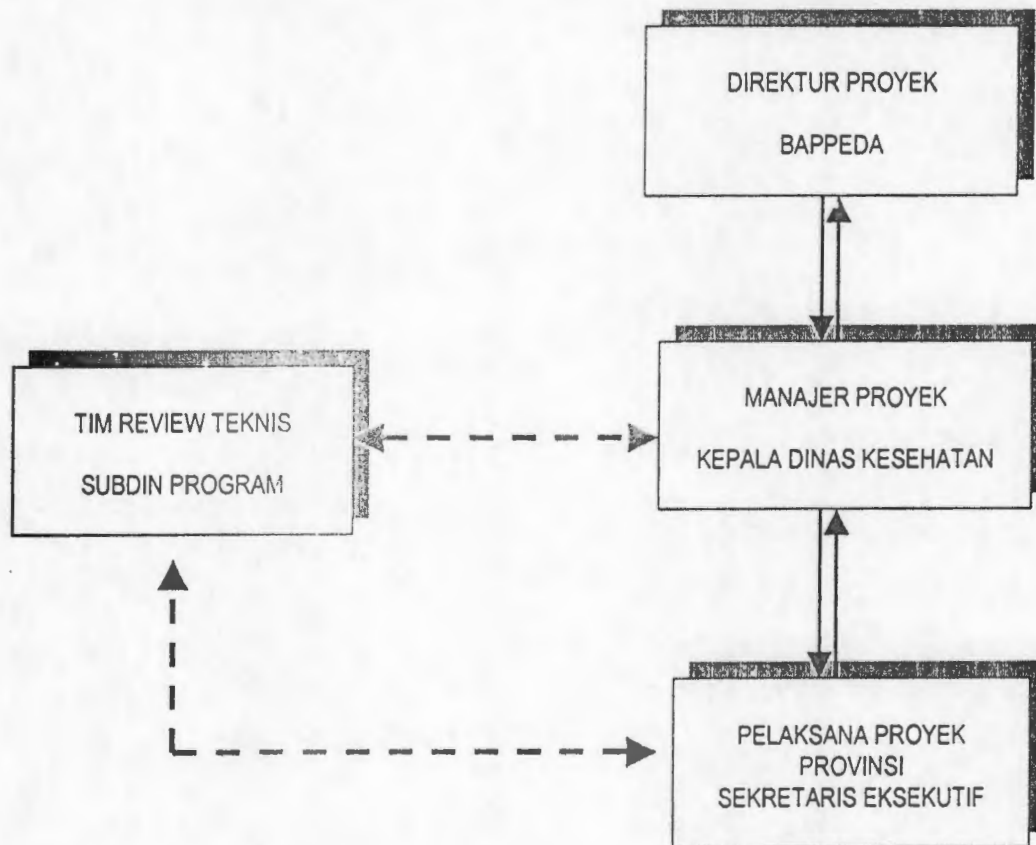 DIREKTUR PROYEK
BAPPEDA
TIM REVIEW TEKNIS
SUBDIN PROGRAM
MANAJER PROYEK
KEPALA DINAS KESEHATAN
PELAKSANA PROYEK
PROVINSI
SEKRETARIS EKSEKUTIF